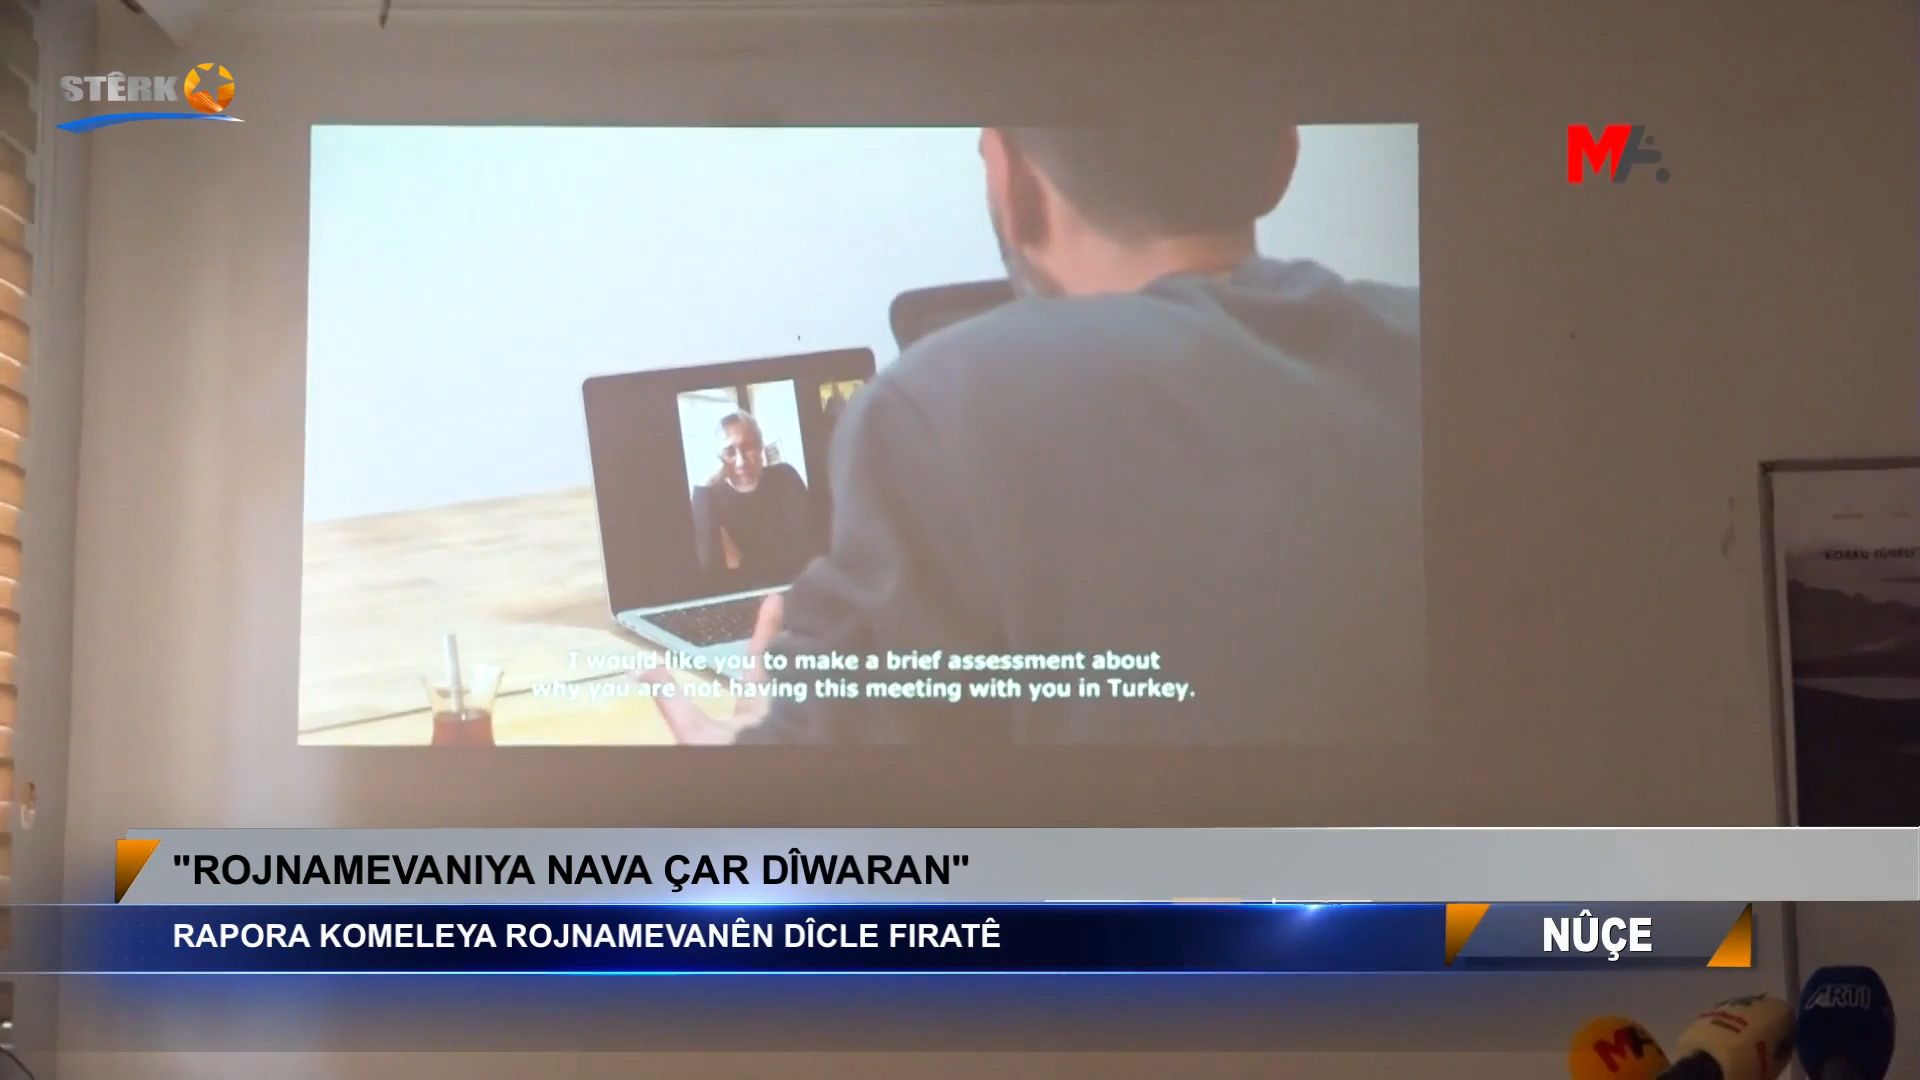 STÊRK
MA
I would like you to make a brief assessment about
why you are not having this meeting with you in Turkey.
"ROJNAMEVANIYA NAVA ÇAR DÎWARAN"
RAPORA KOMELEYA ROJNAMEVANÊN DÎCLE FIRATÊ
NÛÇE
ARTI
MA